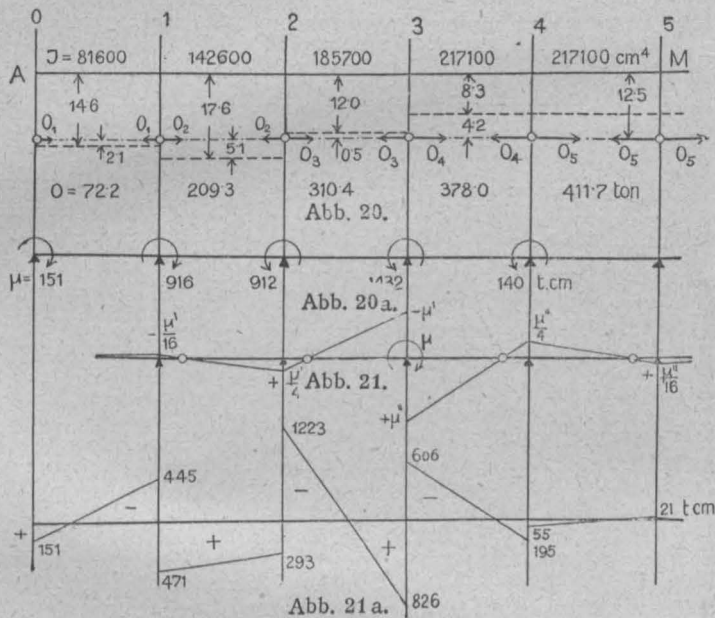 0 1 2 3 4 5
A J = 81600 142600 185700 217100 217100 cm⁴ M
14·6 17·6 12·0 8·3 12·5
4·2
O₁ O₁ O₂ O₂ O₃ O₃ O₄ O₄ O₅ O₅ O₅
2·1 5·1 0·5
O = 72.2 209.3 310.4 378.0 411·7 ton
Abb. 20.
μ = 151 916 912 1432 140 t.cm
Abb. 20a.
- μ'/16 - μ' μ μ"/4
+ μ'/4 Abb. 21. + μ"/16
+μ"
1223
445 606
- - -
+ 151 + 293 + 55 21 t cm
471 195
Abb. 21a. 826